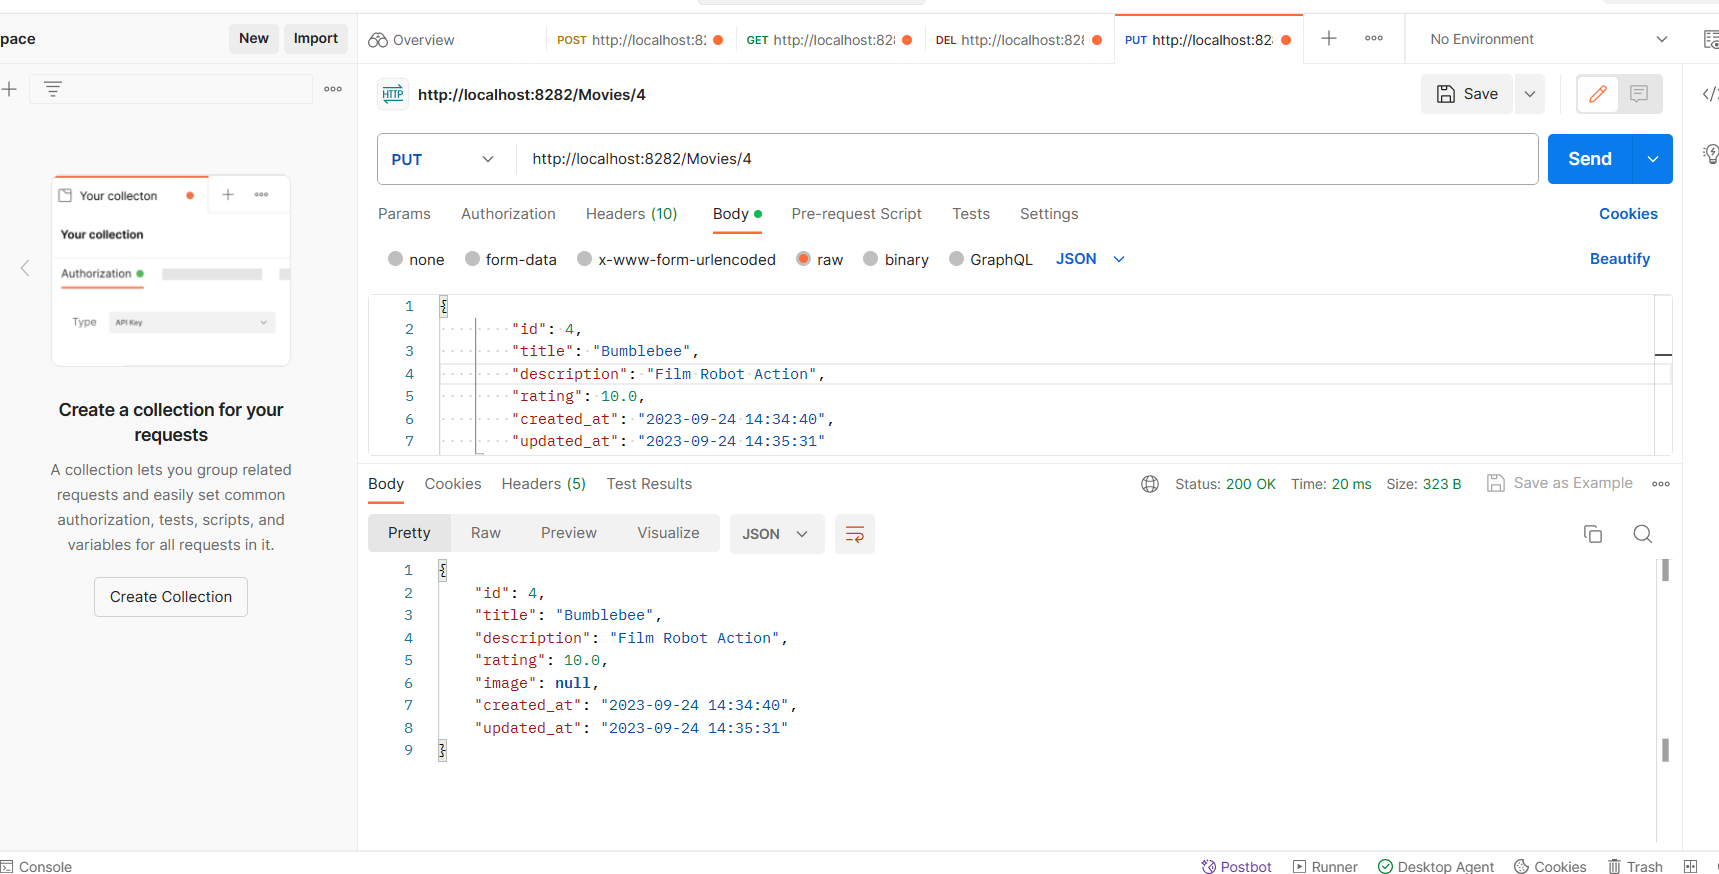 pace
New
Import
Overview
POST http://localhost:82
GET http://localhost:82
DEL http://localhost:82
PUT http://localhost:82
No Environment
HTTP
http://localhost:8282/Movies/4
Save
PUT
http://localhost:8282/Movies/4
Send
Params
Authorization
Headers (10)
Body
Pre-request Script
Tests
Settings
Cookies
none
form-data
x-www-form-urlencoded
raw
binary
GraphQL
JSON
Beautify
1 {
2 "id": 4,
3 "title": "Bumblebee",
4 "description": "Film Robot Action",
5 "rating": 10.0,
6 "created_at": "2023-09-24 14:34:40",
7 "updated_at": "2023-09-24 14:35:31"
Your collecton
Your collection
Authorization
Type
API Key
Create a collection for your
requests
A collection lets you group related
requests and easily set common
authorization, tests, scripts, and
variables for all requests in it.
Create Collection
Body
Cookies
Headers (5)
Test Results
Status: 200 OK
Time: 20 ms
Size: 323 B
Save as Example
Pretty
Raw
Preview
Visualize
JSON
1 {
2 "id": 4,
3 "title": "Bumblebee",
4 "description": "Film Robot Action",
5 "rating": 10.0,
6 "image": null,
7 "created_at": "2023-09-24 14:34:40",
8 "updated_at": "2023-09-24 14:35:31"
9 }
Console
Postbot
Runner
Desktop Agent
Cookies
Trash